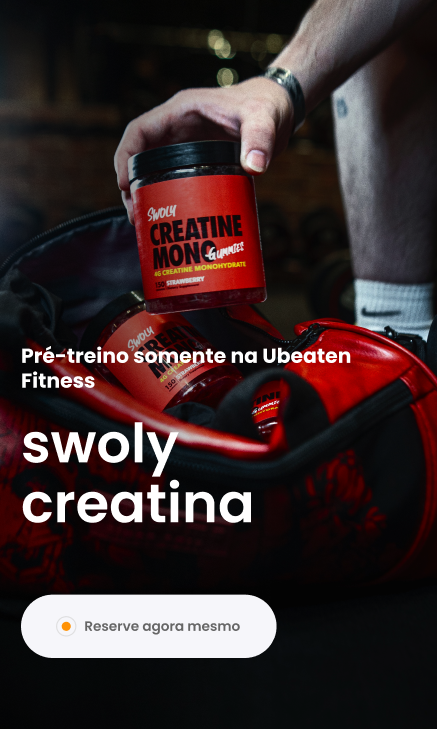 SWOLY
CREATINE
MONO
-GUMMIES
4G CREATINE MONOHYDRATE
STRAWBERRY
SWOLY
Pré-treino somente na Ubeaten
Fitness
swoly
creatina
Reserve agora mesmo